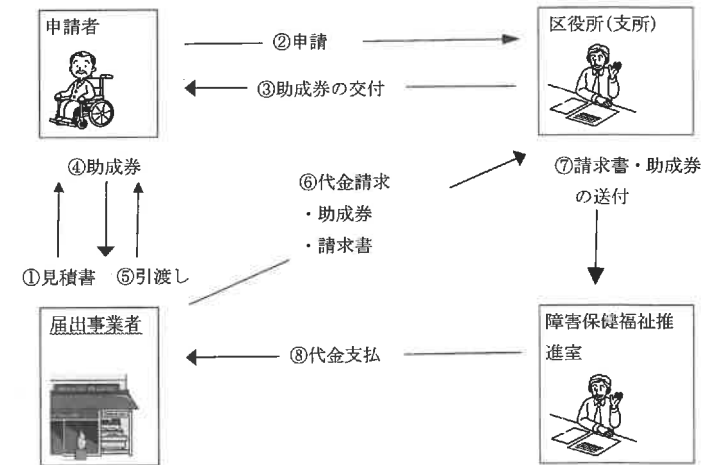 申請者
②申請
区役所(支所)
③助成券の交付
④助成券
⑥代金請求
・助成券
・請求書
⑦請求書・助成券
の送付
①見積書
⑤引渡し
届出事業者
⑧代金支払
障害保健福祉推
進室